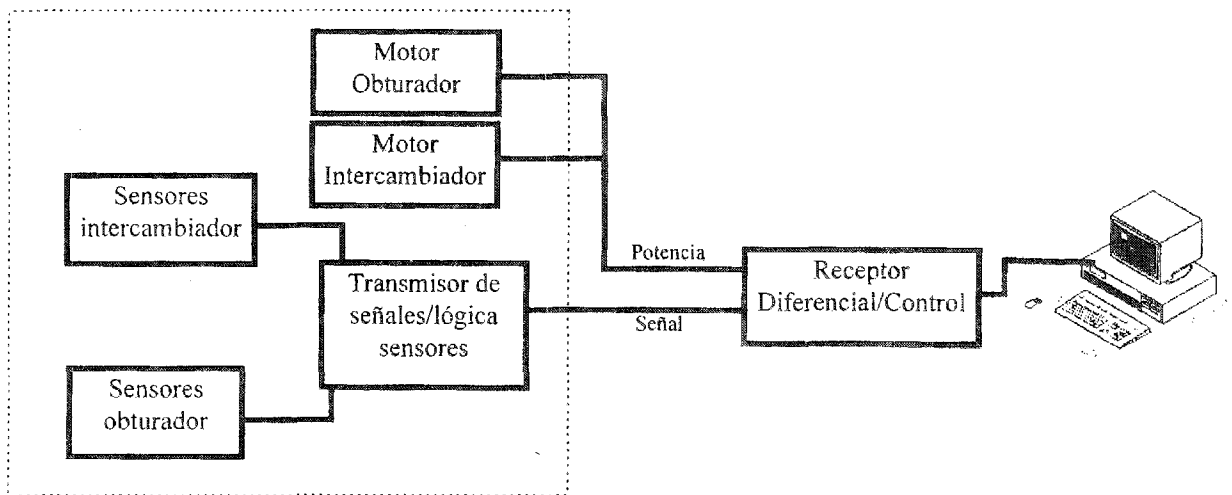 Motor
Obturador
Motor
Intercambiador
Sensores
intercambiador
Transmisor de
señales/lógica
sensores
Sensores
obturador
Potencia
Señal
Receptor
Diferencial/Control